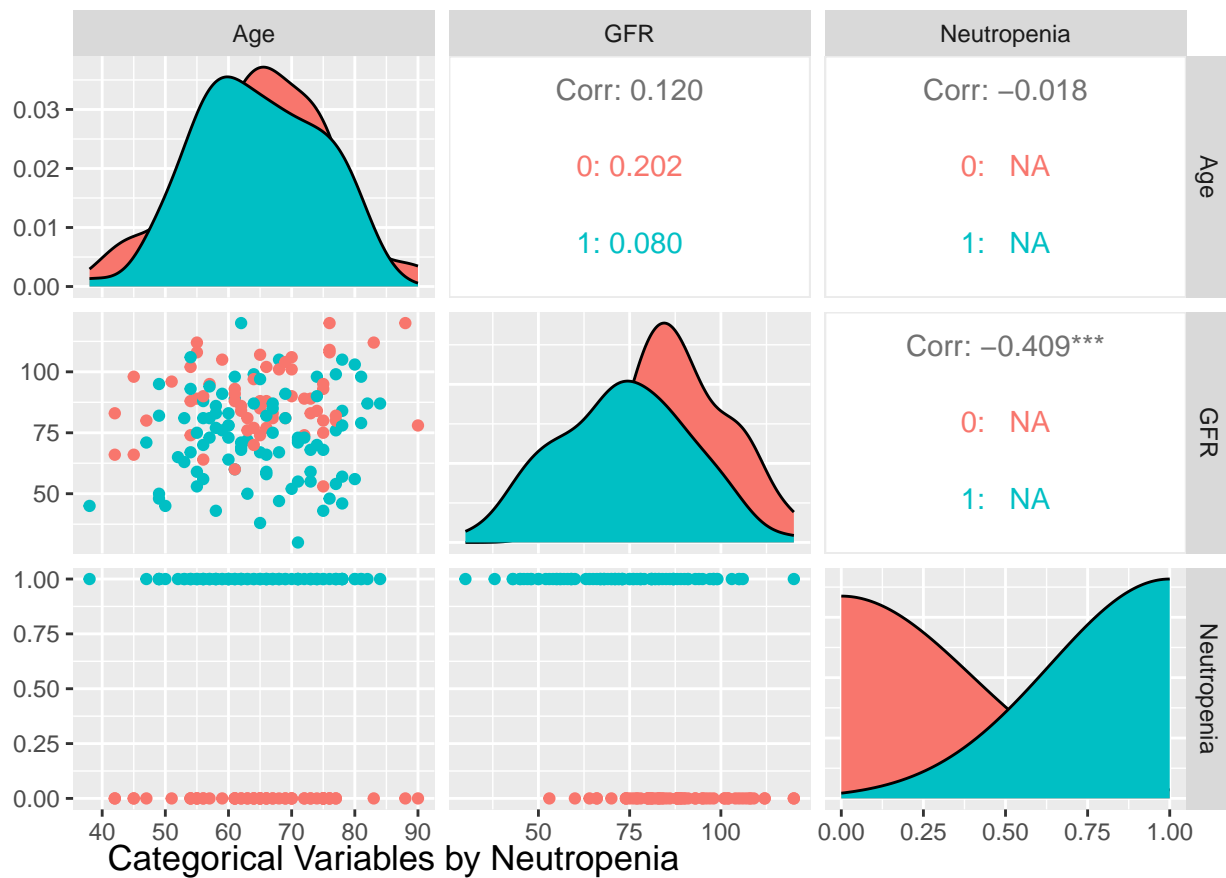 Age GFR Neutropenia
0.03
0.02
0.01
0.00
Corr: 0.120
0: 0.202
1: 0.080
Corr: −0.018
0: NA
1: NA
Age
100
75
50
Corr: −0.409***
0: NA
1: NA
GFR
1.00
0.75
0.50
0.25
0.00
Neutropenia
40 50 60 70 80 90 50 75 100 0.00 0.25 0.50 0.75 1.00
Categorical Variables by Neutropenia